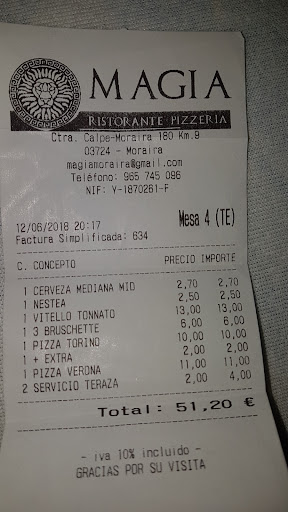 MAGIA
RISTORANTE PIZZERIA
Ctra. Calpe-Moraira 180 Km.9
03724 - Moraira
magiamoraira@gmail.com
Teléfono: 965 745 096
NIF: Y-1870261-F
12/06/2018 20:17 Mesa 4 (TE)
Factura Simplificada: 634
C. CONCEPTO PRECIO IMPORTE
1 CERVEZA MEDIANA MIO 2,70 2,70
1 NESTEA 2,50 2,50
1 VITELLO TONNATO 13,00 13,00
1 3 BRUSCHETTE 6,00 6,00
1 PIZZA TORINO 10,00 10,00
1 + EXTRA 2,00 2,00
1 PIZZA VERONA 11,00 11,00
2 SERVICIO TERAZA 2,00 4,00
Total: 51,20 €
- iva 10% incluido -
GRACIAS POR SU VISITA